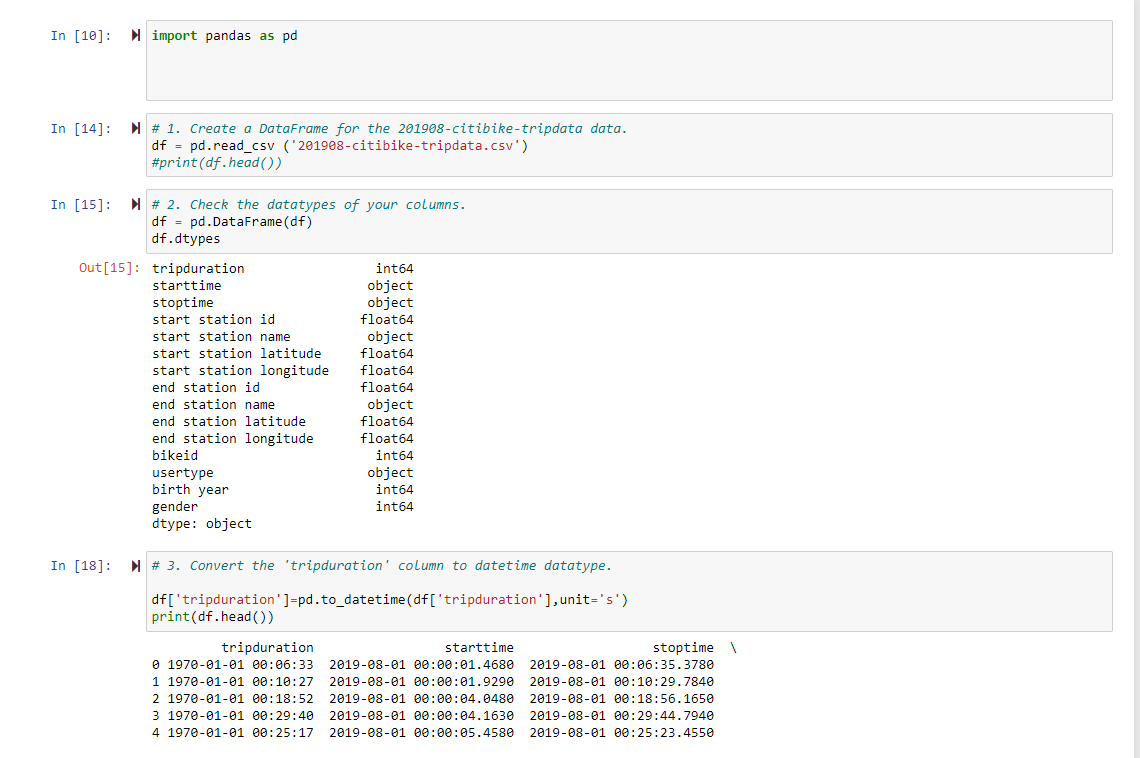 In [10]: import pandas as pd
In [14]: # 1. Create a DataFrame for the 201908-citibike-tripdata data.
df = pd.read_csv ('201908-citibike-tripdata.csv')
#print(df.head())
In [15]: # 2. Check the datatypes of your columns.
df = pd.DataFrame(df)
df.dtypes
Out[15]: tripduration int64
starttime object
stoptime object
start station id float64
start station name object
start station latitude float64
start station longitude float64
end station id float64
end station name object
end station latitude float64
end station longitude float64
bikeid int64
usertype object
birth year int64
gender int64
dtype: object
In [18]: # 3. Convert the 'tripduration' column to datetime datatype.
df['tripduration']=pd.to_datetime(df['tripduration'],unit='s')
print(df.head())
tripduration starttime stoptime \
0 1970-01-01 00:06:33 2019-08-01 00:00:01.4680 2019-08-01 00:06:35.3780
1 1970-01-01 00:10:27 2019-08-01 00:00:01.9290 2019-08-01 00:10:29.7840
2 1970-01-01 00:18:52 2019-08-01 00:00:04.0480 2019-08-01 00:18:56.1650
3 1970-01-01 00:29:40 2019-08-01 00:00:04.1630 2019-08-01 00:29:44.7940
4 1970-01-01 00:25:17 2019-08-01 00:00:05.4580 2019-08-01 00:25:23.4550